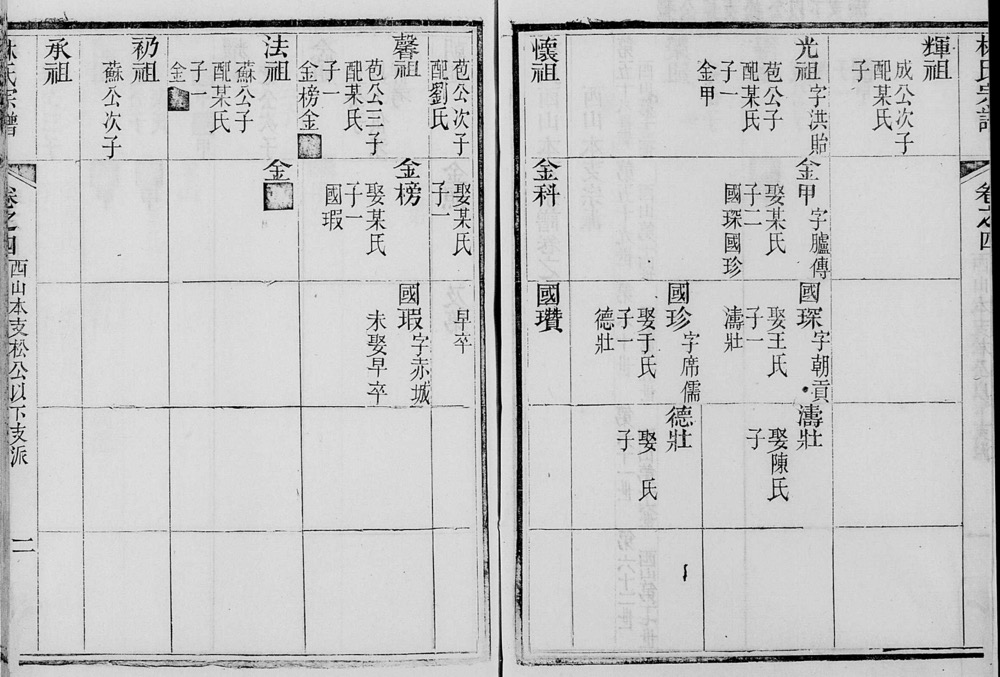 林氏宗譜
卷之四
輝祖
成公次子
配某氏
子
光祖字洪貽
苞公子
配某氏
子一
金甲
金甲字臚傳
娶某氏
子二
國琛國珍
國琛字朝貢
娶王氏
子一
濤壯
濤壯
娶陳氏
子
國珍字席儒
娶于氏
子一
德壯
德壯
娶 氏
子
懷祖
苞公次子
配劉氏
子一
金科
娶某氏
子一
國瓚
早卒
馨祖
苞公三子
配某氏
子一
金榜金
金榜
娶某氏
子一
國瑕
國瑕字赤城
未娶早卒
金
法祖
蘇公子
配某氏
子一
金
礽祖
蘇公次子
承祖
林氏宗譜
卷之四
西山本支松公以下支派
二